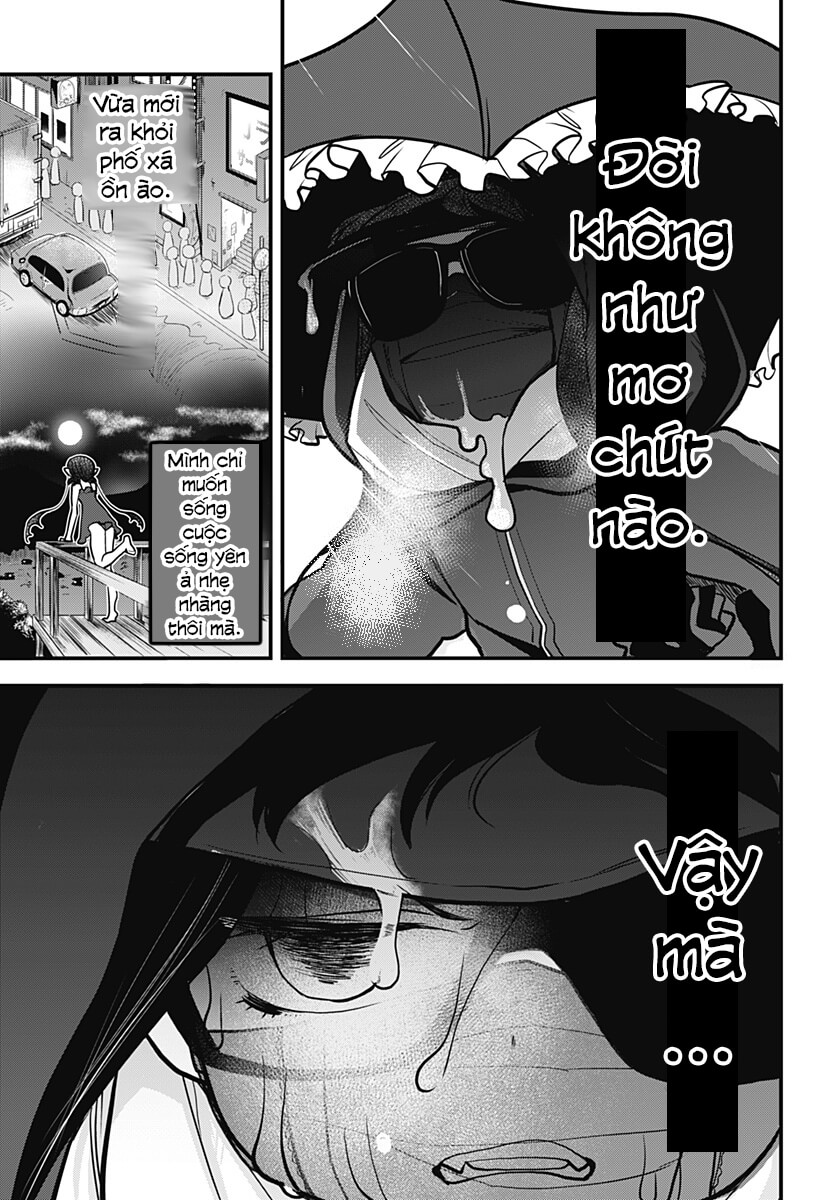 Đời
không
như
mơ
chút
nào.
Vừa mới
ra khỏi
phố xá
ồn ào.
Mình chỉ
muốn
sống
cuộc
sống yên
ả nhẹ
nhàng
thôi mà.
Vậy
mà
...